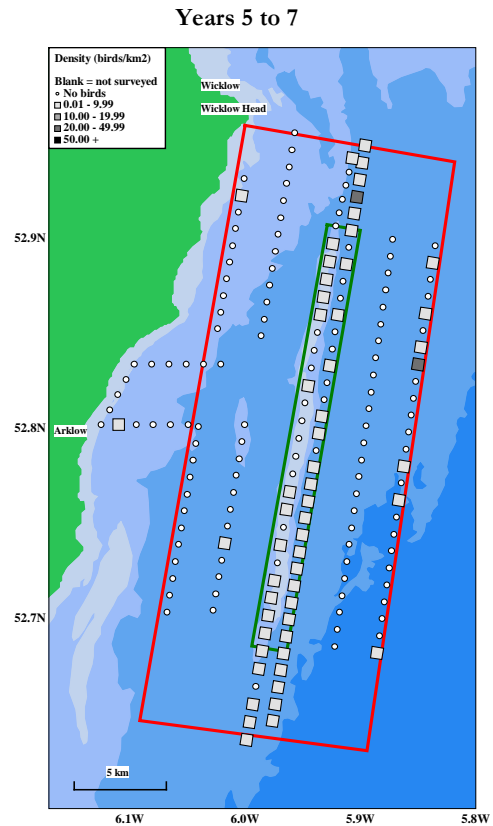 Years 5 to 7
Density (birds/km2)
Blank = not surveyed
No birds
0.01 - 9.99
10.00 - 19.99
20.00 - 49.99
50.00 +
Wicklow
Wicklow Head
52.9N
52.8N
Arklow
52.7N
5 km
6.1W
6.0W
5.9W
5.8W